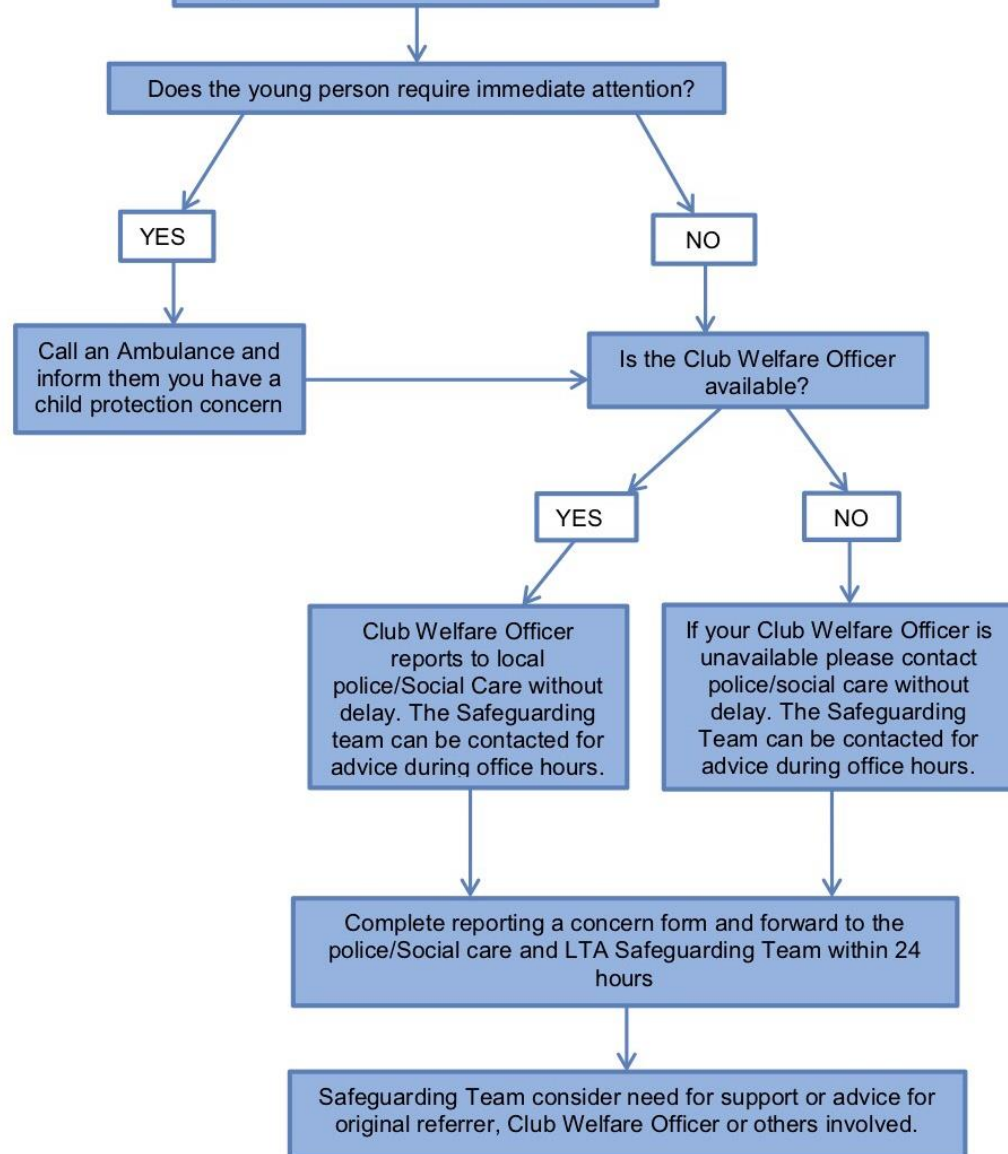 Does the young person require immediate attention?
YES
NO
Call an Ambulance and
inform them you have a
child protection concern
Is the Club Welfare Officer
available?
YES
NO
Club Welfare Officer
reports to local
police/Social Care without
delay. The Safeguarding
team can be contacted for
advice during office hours.
If your Club Welfare Officer is
unavailable please contact
police/social care without
delay. The Safeguarding
Team can be contacted for
advice during office hours.
Complete reporting a concern form and forward to the
police/Social care and LTA Safeguarding Team within 24
hours
Safeguarding Team consider need for support or advice for
original referrer, Club Welfare Officer or others involved.